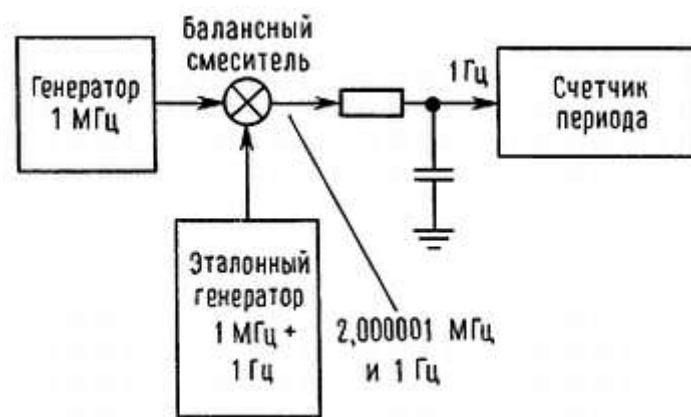 Балансный
смеситель
Генератор
1 МГц
1 Гц
Счетчик
периода
Эталонный
генератор
1 МГц +
1 Гц
2,000001 МГц
и 1 Гц